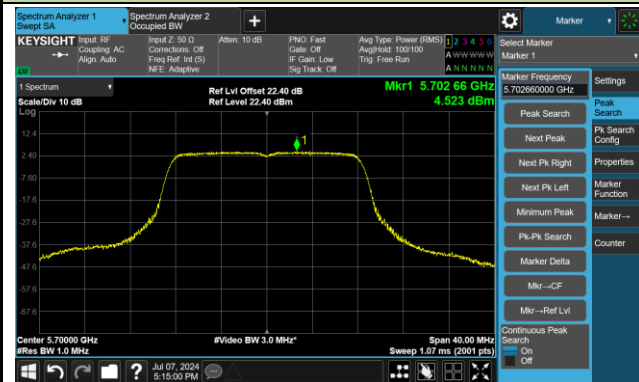 Spectrum Analyzer 1
Swept SA
Spectrum Analyzer 2
Occupied BW
+
Marker
KEYSIGHT
Input: RF
Coupling: AC
Align: Auto
Input Z: 50 Ω
Corrections: Off
Freq Ref: Int (S)
NFE: Adaptive
Atten: 10 dB
PNO: Fast
Gate: Off
IF Gain: Low
Sig Track: Off
Avg Type: Power (RMS)
Avg|Hold: 100/100
Trig: Free Run
1 2 3 4 5 6
A W W W W W
A N N N N N
LXI
Select Marker
Marker 1
1 Spectrum
Scale/Div 10 dB
Log
Ref Lvl Offset 22.40 dB
Ref Level 22.40 dBm
Mkr1 5.702 66 GHz
4.523 dBm
1
12.4
2.40
-7.60
-17.6
-27.6
-37.6
-47.6
-57.6
-67.6
Center 5.70000 GHz
#Res BW 1.0 MHz
#Video BW 3.0 MHz*
Span 40.00 MHz
Sweep 1.07 ms (2001 pts)
Marker Frequency
5.702660000 GHz
Peak Search
Next Peak
Next Pk Right
Next Pk Left
Minimum Peak
Pk-Pk Search
Marker Delta
Mkr→CF
Mkr→Ref Lvl
Continuous Peak
Search
On
Off
Settings
Peak
Search
Pk Search
Config
Properties
Marker
Function
Marker→
Counter
?
Jul 07, 2024
5:15:00 PM